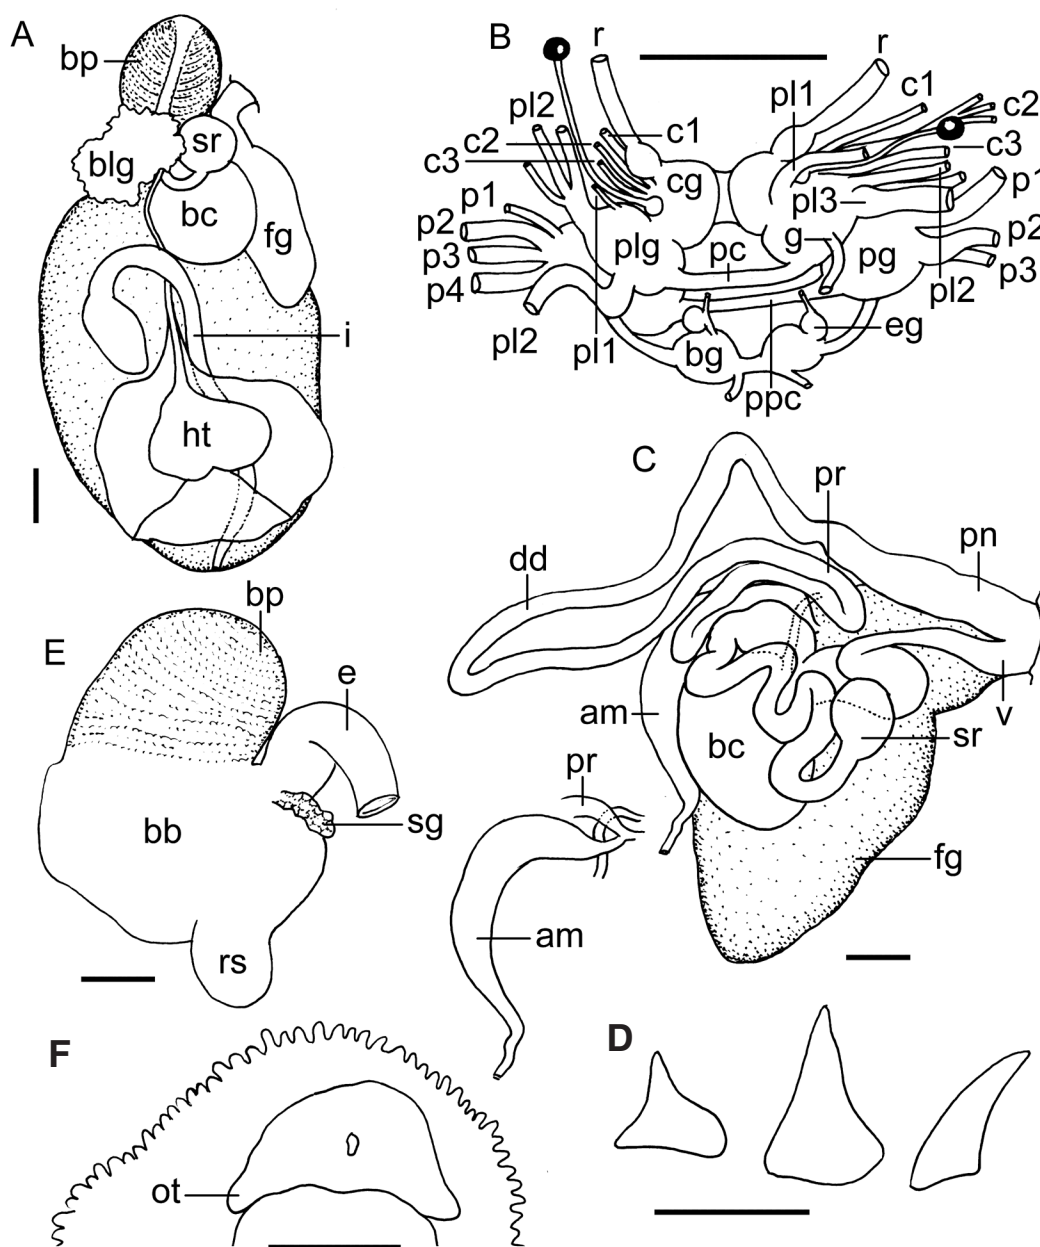 A
bp
sr
blg
bc
fg
i
ht
B
r
r
pl2
c2
c3
c1
pl1
c1
c2
c3
p1
p2
p3
p4
cg
plg
pc
pl3
g
pg
p1
p2
p3
pl2
pl2
pl1
bg
eg
ppc
C
pr
pn
dd
am
bc
sr
v
fg
pr
am
E
bp
e
bb
sg
rs
F
ot
D